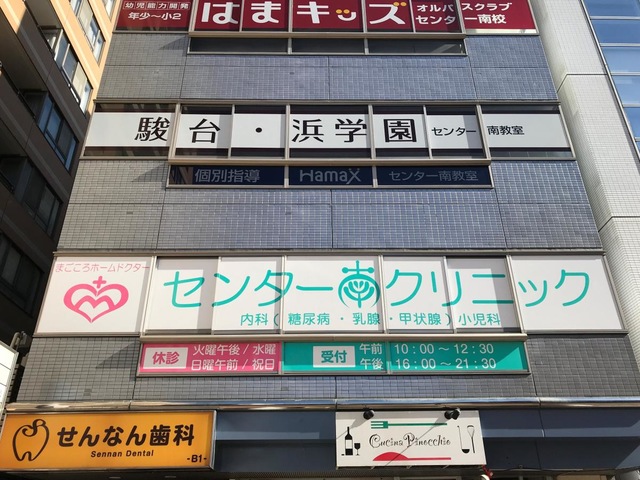 幼児能力開発
年少~小2
はまキッズ
オルパスクラブ
センター南校
駿台・浜学園 センター南教室
個別指導 HamaX センター南教室
まごころホームドクター
センター南クリニック
内科(糖尿病・乳腺・甲状腺)小児科
休診 火曜午後/水曜
日曜午前/祝日
受付 午前 10:00~12:30
午後 16:00~21:30
せんなん歯科
Sennan Dental
-B1-
Cucina Pinocchio